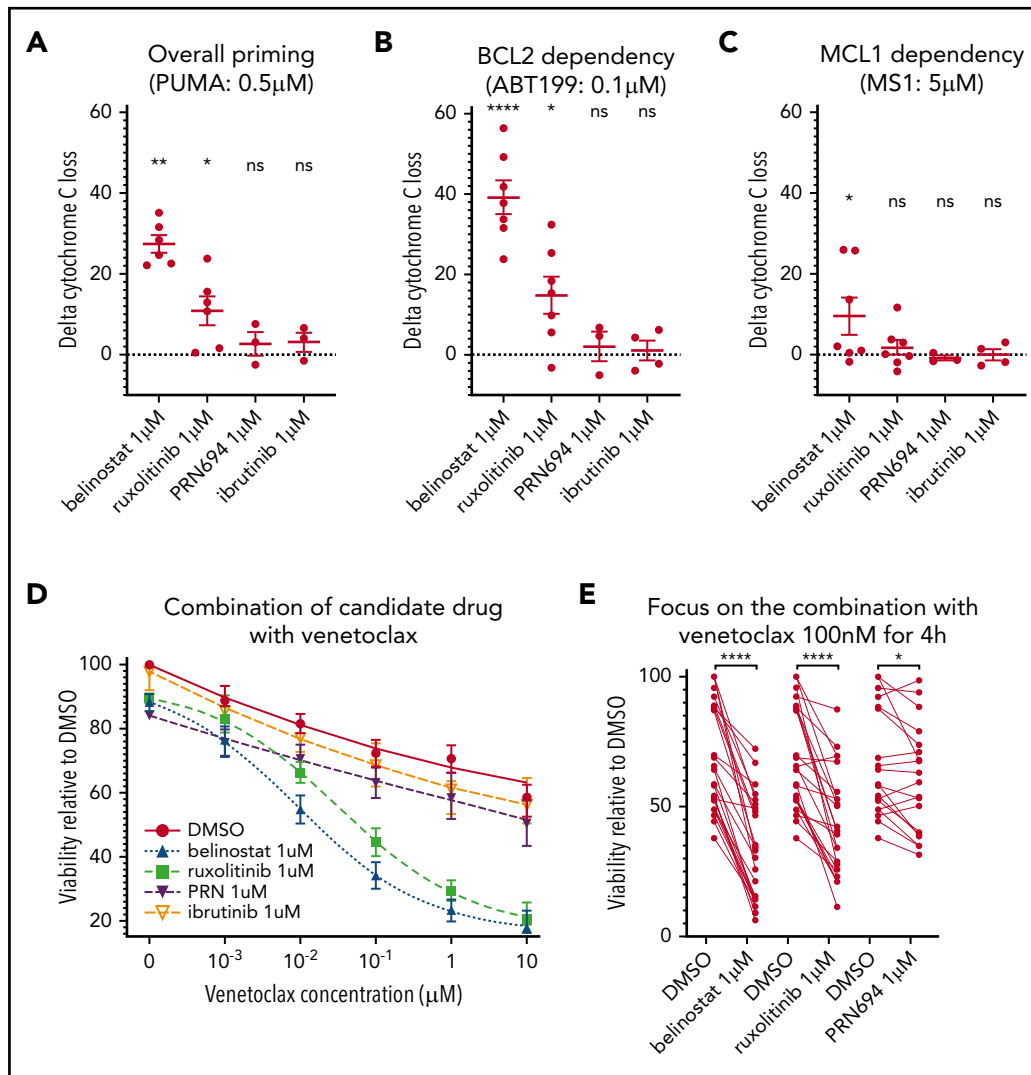 A
Overall priming
(PUMA: 0.5μM)
Delta cytochrome C loss
60
40
20
0
** * ns ns
belinostat 1μM
ruxolitinib 1μM
PRN694 1μM
ibrutinib 1μM
B
BCL2 dependency
(ABT199: 0.1μM)
Delta cytochrome C loss
60
40
20
0
**** * ns ns
belinostat 1μM
ruxolitinib 1μM
PRN694 1μM
ibrutinib 1μM
C
MCL1 dependency
(MS1: 5μM)
Delta cytochrome C loss
60
40
20
0
* ns ns ns
belinostat 1μM
ruxolitinib 1μM
PRN694 1μM
ibrutinib 1μM
D
Combination of candidate drug
with venetoclax
Viability relative to DMSO
100
80
60
40
20
DMSO
belinostat 1uM
ruxolitinib 1uM
PRN 1uM
ibrutinib 1uM
0 10⁻³ 10⁻² 10⁻¹ 1 10
Venetoclax concentration (μM)
E
Focus on the combination with
venetoclax 100nM for 4h
**** **** *
Viability relative to DMSO
100
50
0
DMSO
belinostat 1μM
DMSO
ruxolitinib 1μM
DMSO
PRN694 1μM